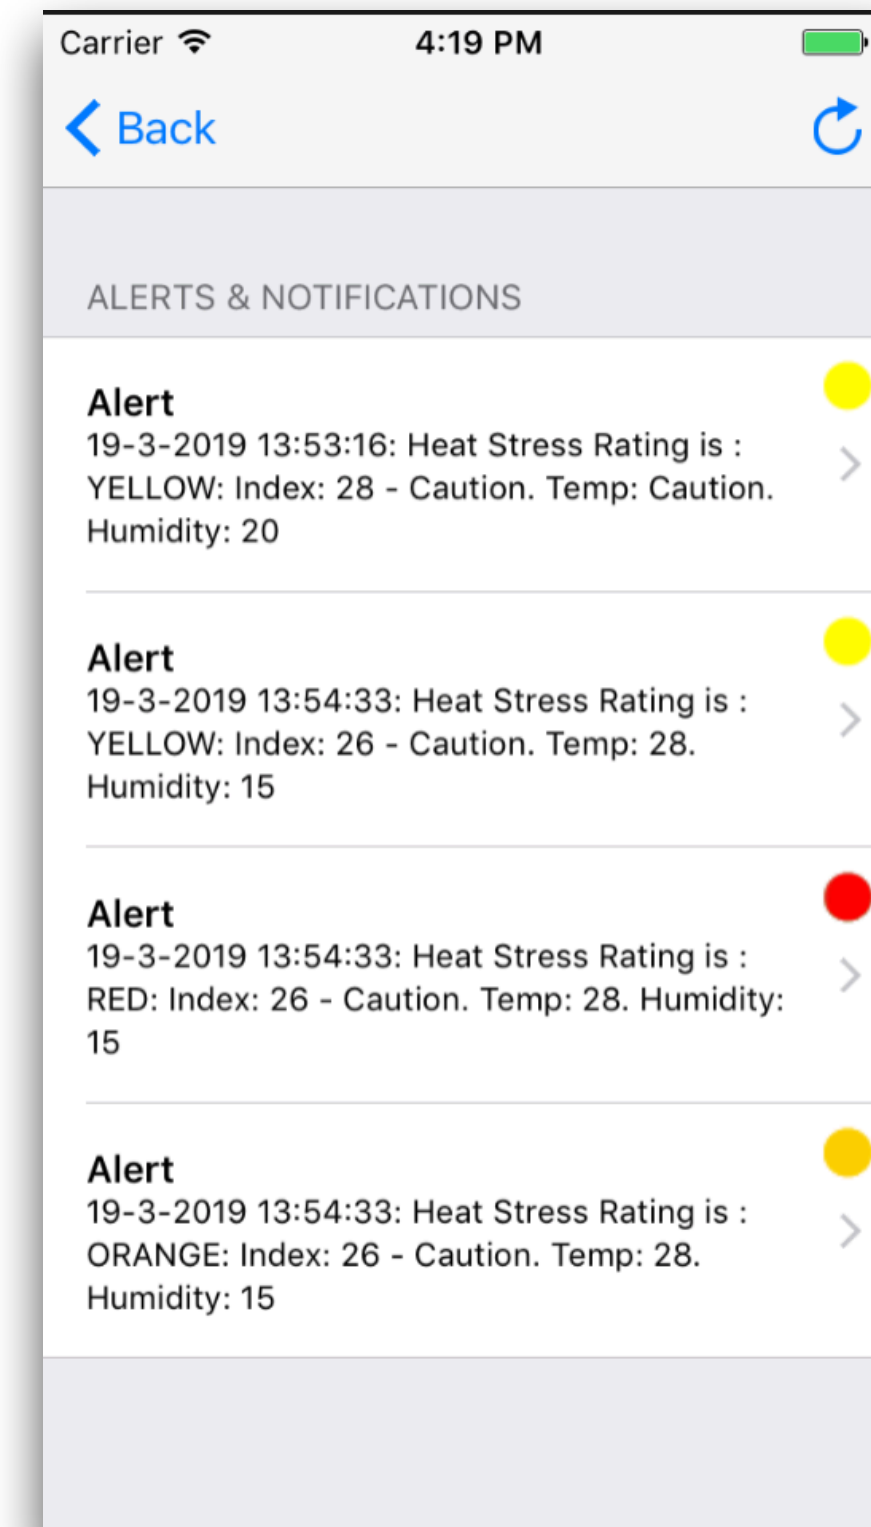 Carrier
4:19 PM
Back
ALERTS & NOTIFICATIONS
Alert
19-3-2019 13:53:16: Heat Stress Rating is :
YELLOW: Index: 28 - Caution. Temp: Caution.
Humidity: 20
Alert
19-3-2019 13:54:33: Heat Stress Rating is :
YELLOW: Index: 26 - Caution. Temp: 28.
Humidity: 15
Alert
19-3-2019 13:54:33: Heat Stress Rating is :
RED: Index: 26 - Caution. Temp: 28. Humidity:
15
Alert
19-3-2019 13:54:33: Heat Stress Rating is :
ORANGE: Index: 26 - Caution. Temp: 28.
Humidity: 15